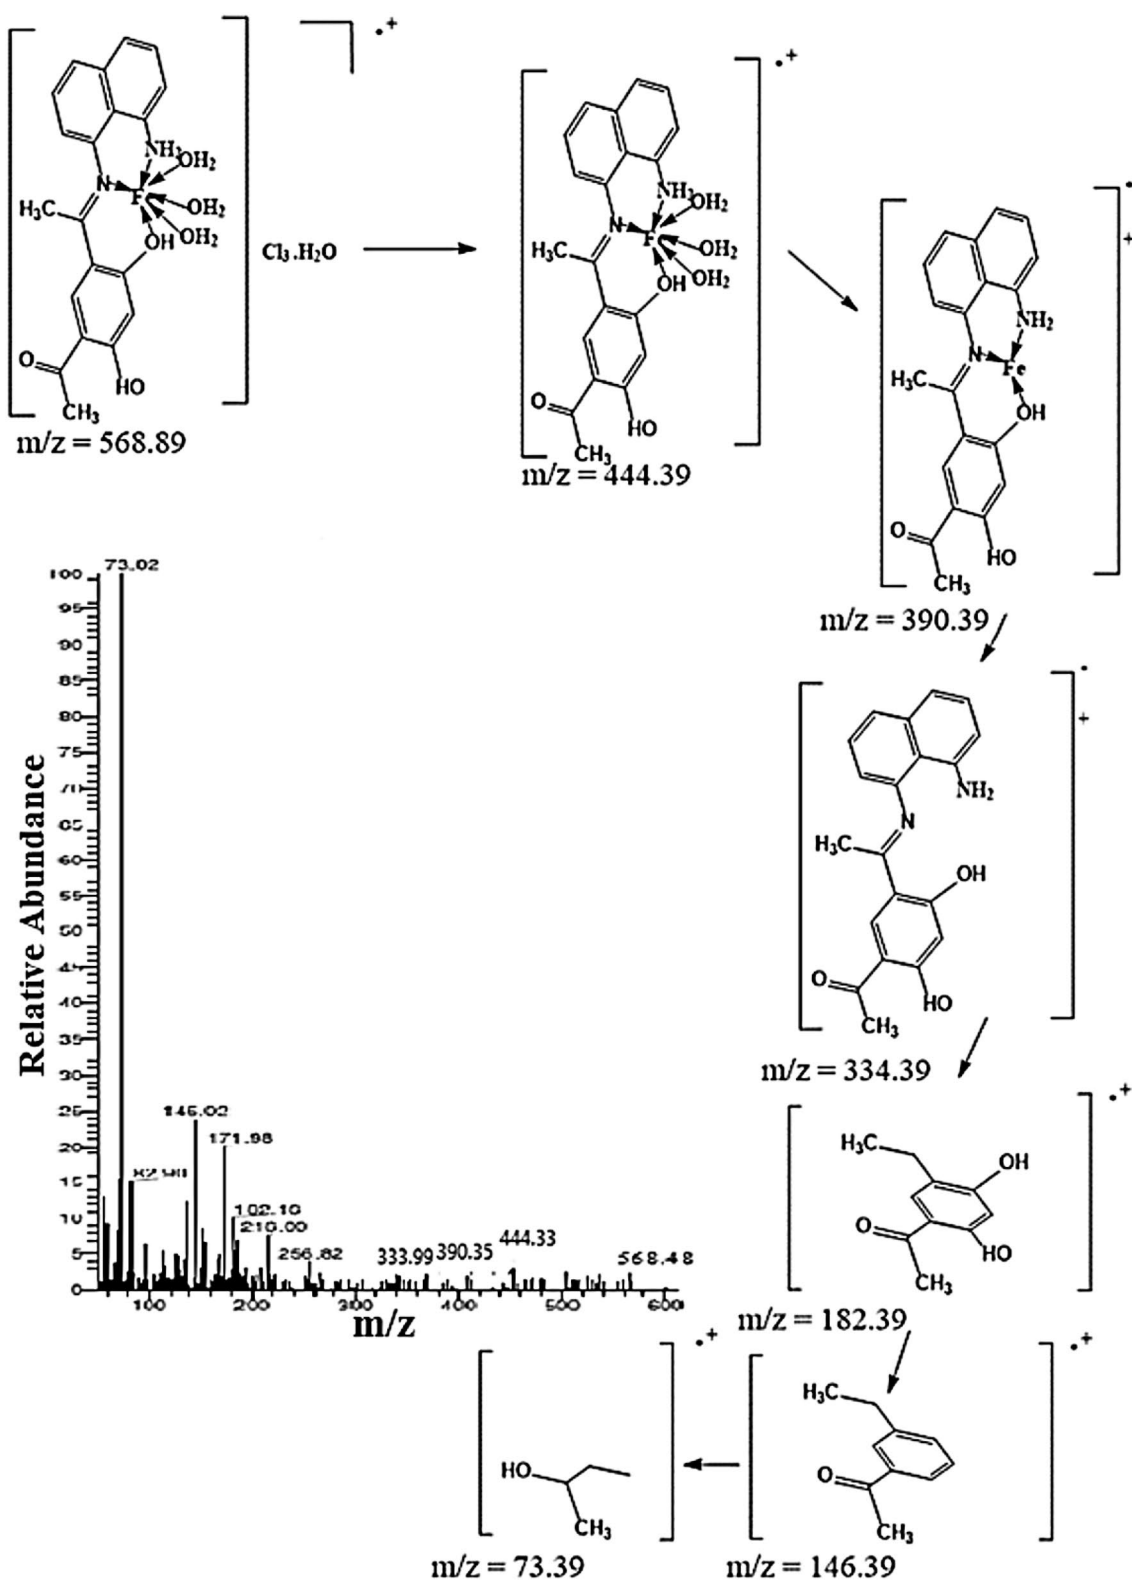 NH2
OH2
N
F
OH2
H3C
OH2
OH
Cl3.H2O
O
HO
CH3
m/z = 568.89
NH2
OH2
N
F
OH2
H3C
OH2
OH
O
HO
CH3
m/z = 444.39
NH2
N
Fe
H3C
OH
O
HO
CH3
m/z = 390.39
NH2
N
H3C
OH
O
HO
CH3
m/z = 334.39
H3C
OH
O
OH
CH3
m/z = 182.39
H3C
O
CH3
m/z = 146.39
HO
CH3
m/z = 73.39
Relative Abundance
100
95
90
85
80
75
70
65
60
55
50
45
40
35
30
25
20
15
10
5
0
73.02
82.90
146.02
171.98
102.10
210.00
256.82
333.99
390.35
444.33
568.48
100
200
300
400
500
600
m/z